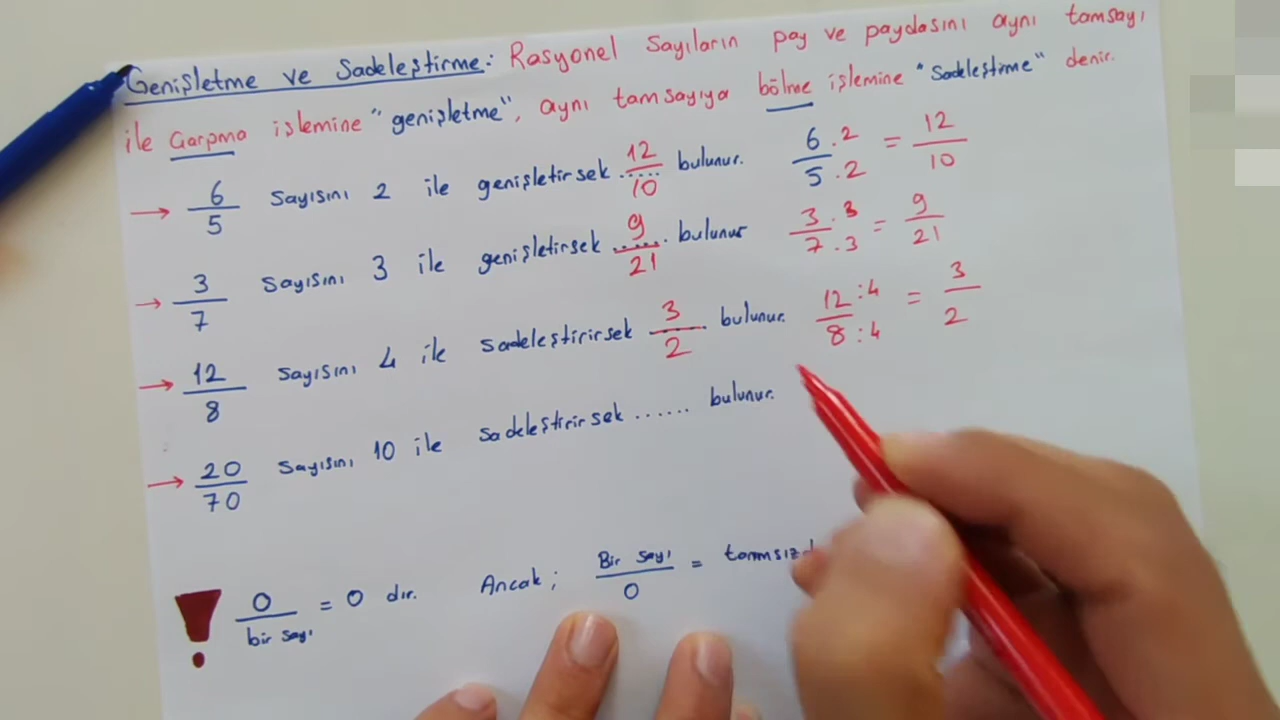 Genişletme ve Sadeleştirme: Rasyonel sayıların pay ve paydasını aynı tamsayı
ile Çarpma işlemine "genişletme", aynı tamsayıya bölme işlemine "Sadeleştirme" denir.
→ 6/5 sayısını 2 ile genişletirsek 12/10 bulunur. 6.2/5.2 = 12/10
→ 3/7 sayısını 3 ile genişletirsek 9/21 bulunur 3.3/7.3 = 9/21
→ 12/8 sayısını 4 ile sadeleştirirsek 3/2 bulunur. 12:4/8:4 = 3/2
→ 20/70 sayısını 10 ile sadeleştirirsek ...... bulunur.
! 0/bir sayı = 0 dır. Ancak; Bir sayı/0 =